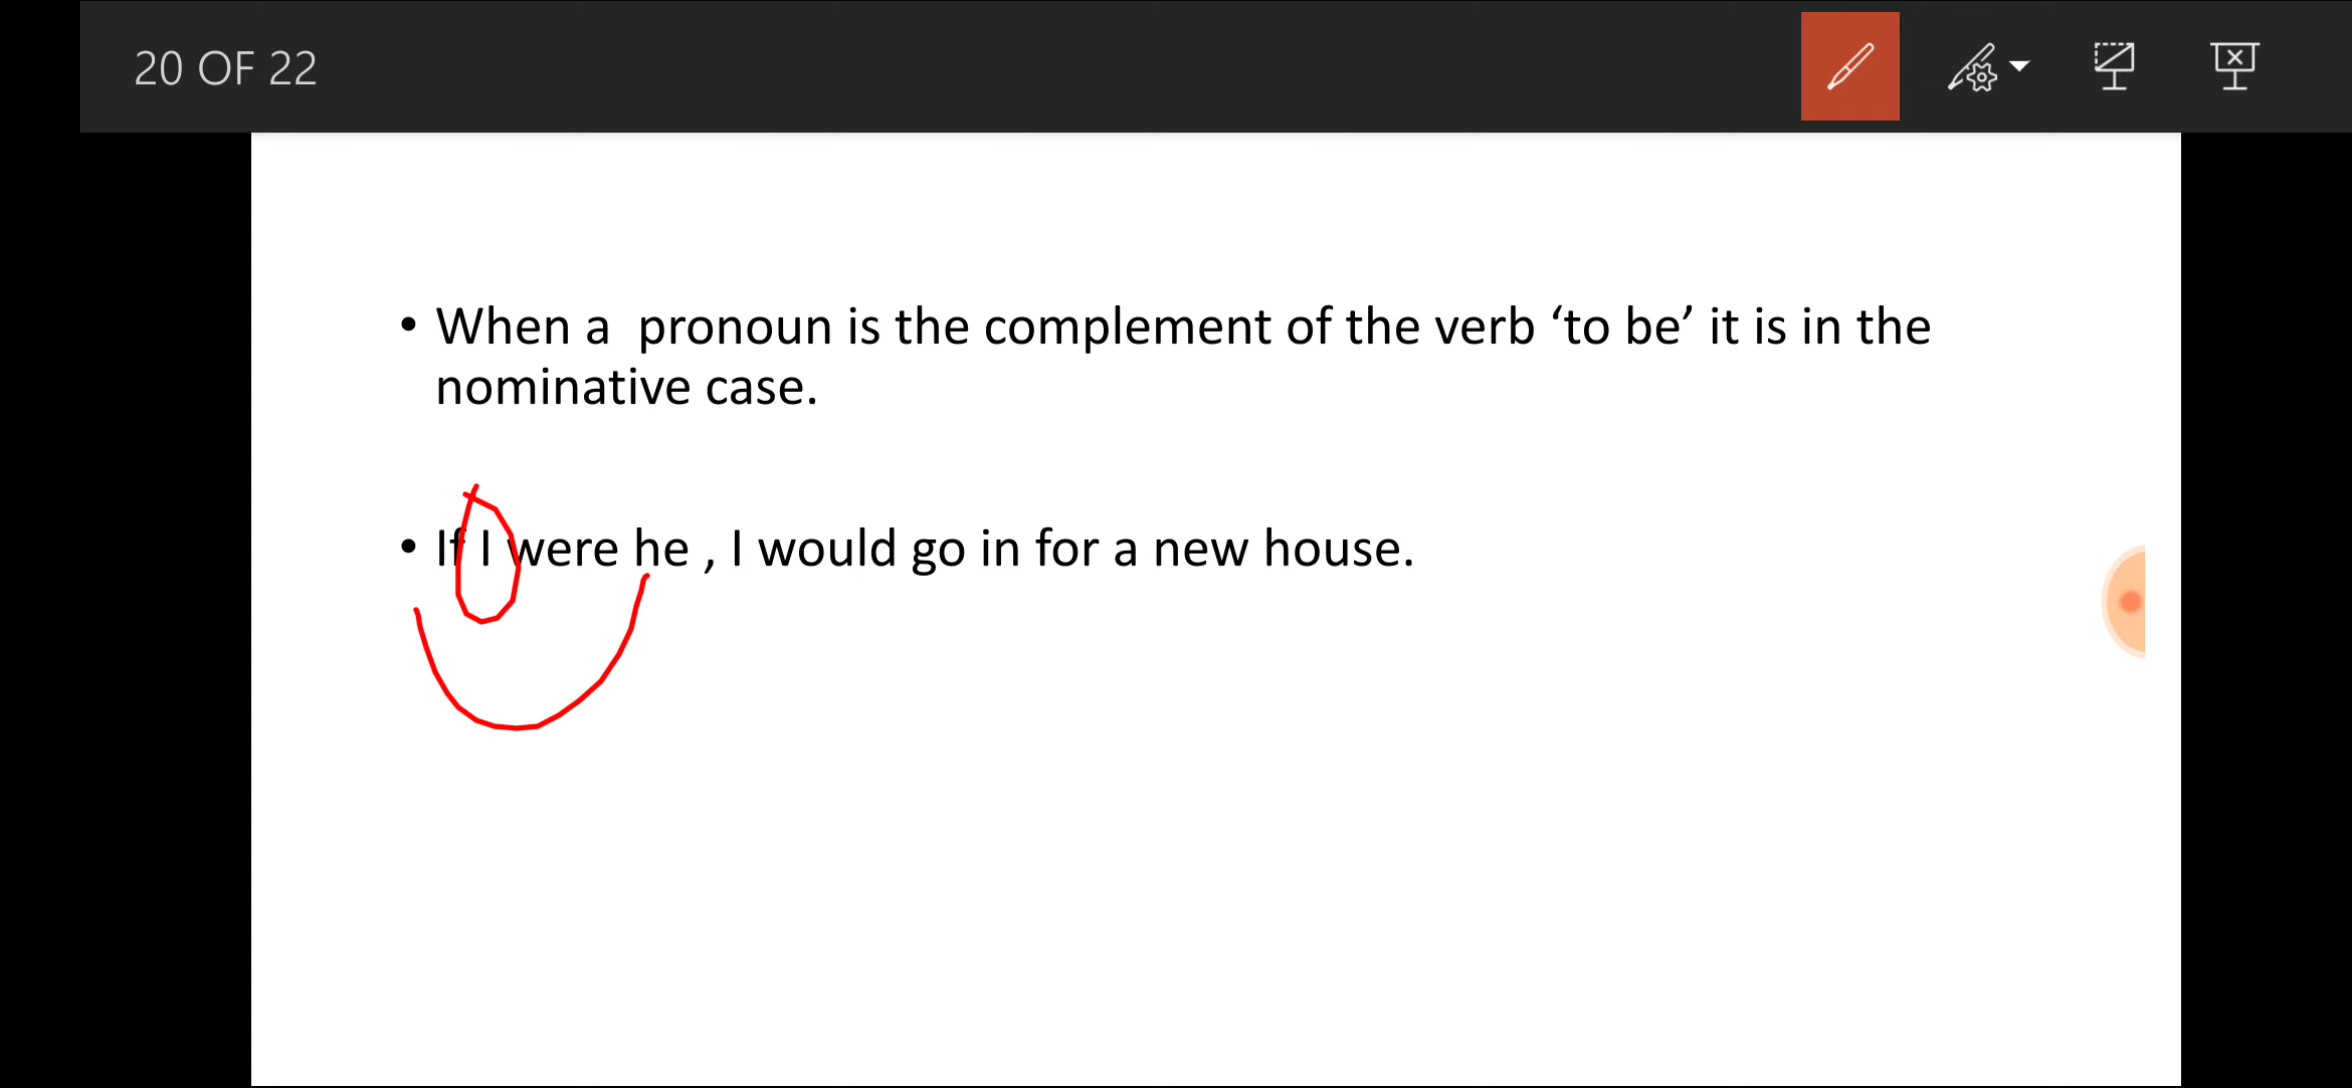 20 OF 22
• When a  pronoun is the complement of the verb ‘to be’ it is in the
nominative case.
• If I were he , I would go in for a new house.